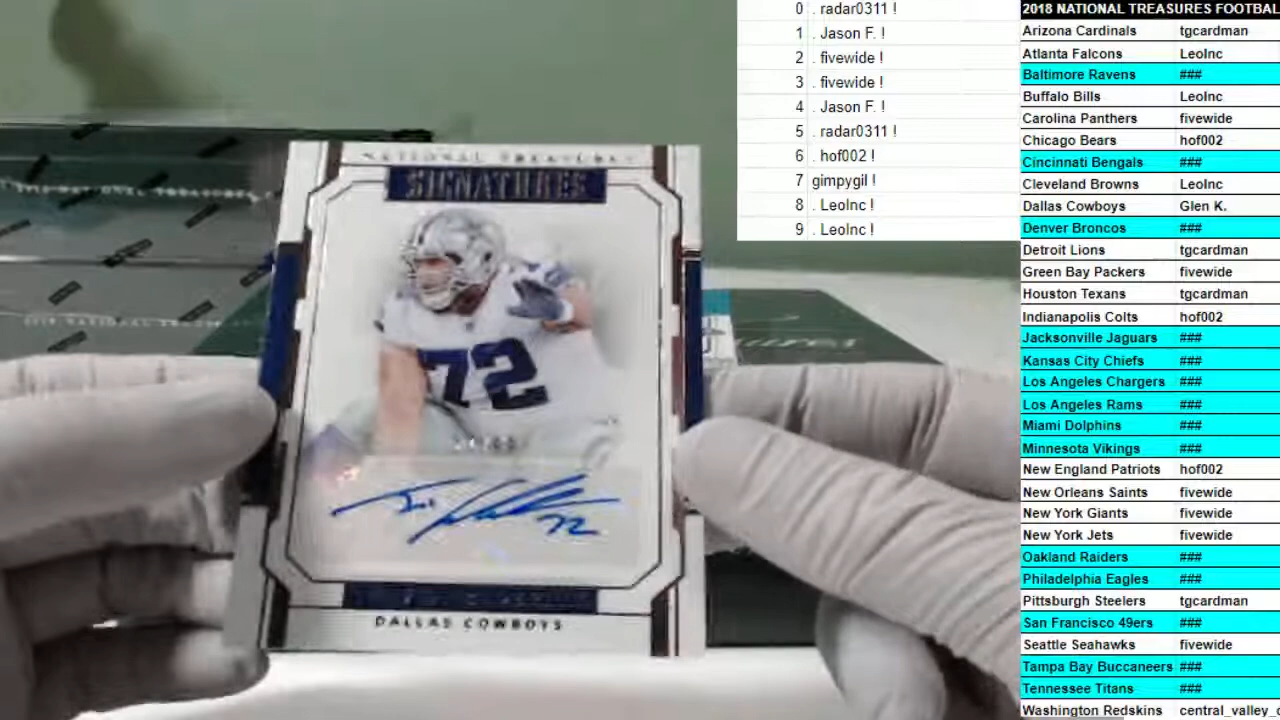 0 . radar0311 !
1 . Jason F. !
2 . fivewide !
3 . fivewide !
4 . Jason F. !
5 . radar0311 !
6 . hof002 !
7 gimpygil !
8 . LeoInc !
9 . LeoInc !
2018 NATIONAL TREASURES FOOTBAL
Arizona Cardinals tgcardman
Atlanta Falcons LeoInc
Baltimore Ravens ###
Buffalo Bills LeoInc
Carolina Panthers fivewide
Chicago Bears hof002
Cincinnati Bengals ###
Cleveland Browns LeoInc
Dallas Cowboys Glen K.
Denver Broncos ###
Detroit Lions tgcardman
Green Bay Packers fivewide
Houston Texans tgcardman
Indianapolis Colts hof002
Jacksonville Jaguars ###
Kansas City Chiefs ###
Los Angeles Chargers ###
Los Angeles Rams ###
Miami Dolphins ###
Minnesota Vikings ###
New England Patriots hof002
New Orleans Saints fivewide
New York Giants fivewide
New York Jets fivewide
Oakland Raiders ###
Philadelphia Eagles ###
Pittsburgh Steelers tgcardman
San Francisco 49ers ###
Seattle Seahawks fivewide
Tampa Bay Buccaneers ###
Tennessee Titans ###
Washington Redskins central_valley_
NATIONAL TREASURES
SIGNATURES
72
72
DALLAS COWBOYS